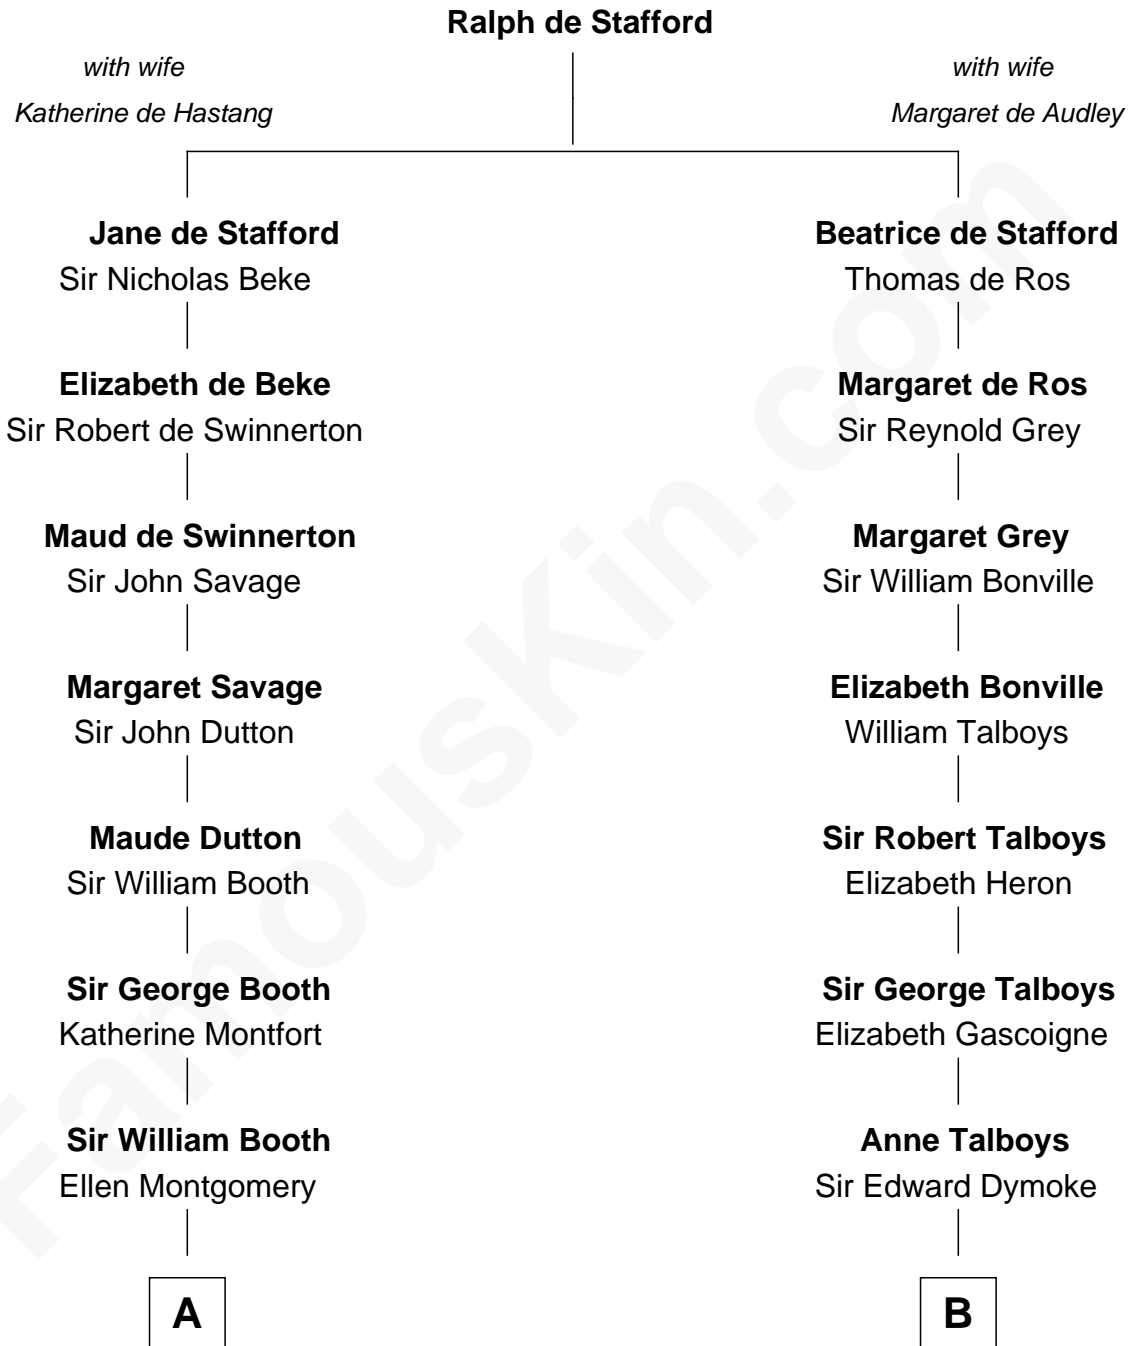 Ralph de Stafford
with wife
Katherine de Hastang
with wife
Margaret de Audley
Jane de Stafford
Sir Nicholas Beke
Beatrice de Stafford
Thomas de Ros
Elizabeth de Beke
Sir Robert de Swinnerton
Margaret de Ros
Sir Reynold Grey
Maud de Swinnerton
Sir John Savage
Margaret Grey
Sir William Bonville
Margaret Savage
Sir John Dutton
Elizabeth Bonville
William Talboys
Maude Dutton
Sir William Booth
Sir Robert Talboys
Elizabeth Heron
Sir George Booth
Katherine Montfort
Sir George Talboys
Elizabeth Gascoigne
Sir William Booth
Ellen Montgomery
Anne Talboys
Sir Edward Dymoke
A
B
FamousKin.com